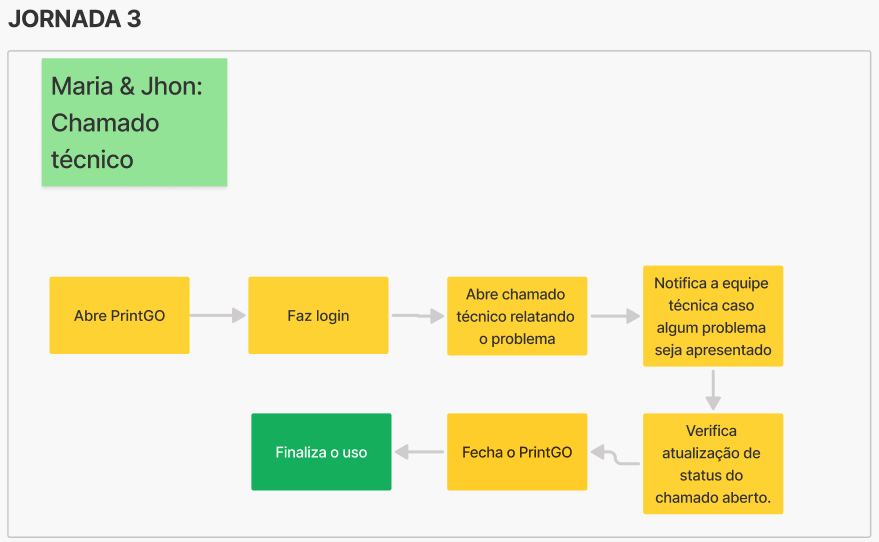 JORNADA 3
Maria & Jhon:
Chamado
técnico
Abre PrintGO
Faz login
Abre chamado
técnico relatando
o problema
Notifica a equipe
técnica caso
algum problema
seja apresentado
Verifica
atualização de
status do
chamado aberto.
Fecha o PrintGO
Finaliza o uso